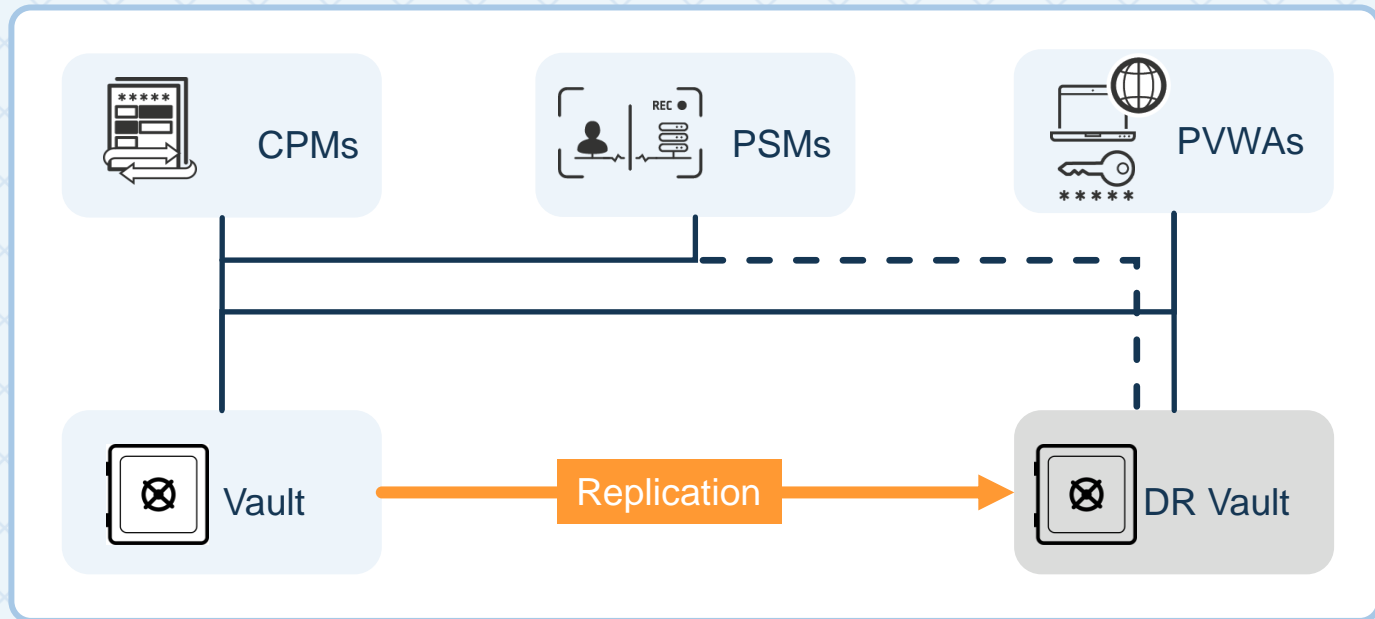 *****
CPMs
REC
PSMs
PVWAs
*****
Vault
Replication
DR Vault